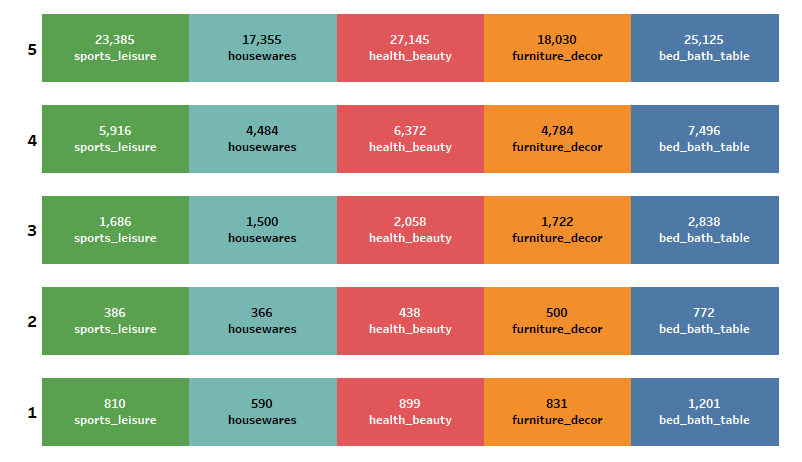 5
23,385 17,355 27,145 18,030 25,125
sports_leisure housewares health_beauty furniture_decor bed_bath_table
4
5,916 4,484 6,372 4,784 7,496
sports_leisure housewares health_beauty furniture_decor bed_bath_table
3
1,686 1,500 2,058 1,722 2,838
sports_leisure housewares health_beauty furniture_decor bed_bath_table
2
386 366 438 500 772
sports_leisure housewares health_beauty furniture_decor bed_bath_table
1
810 590 899 831 1,201
sports_leisure housewares health_beauty furniture_decor bed_bath_table